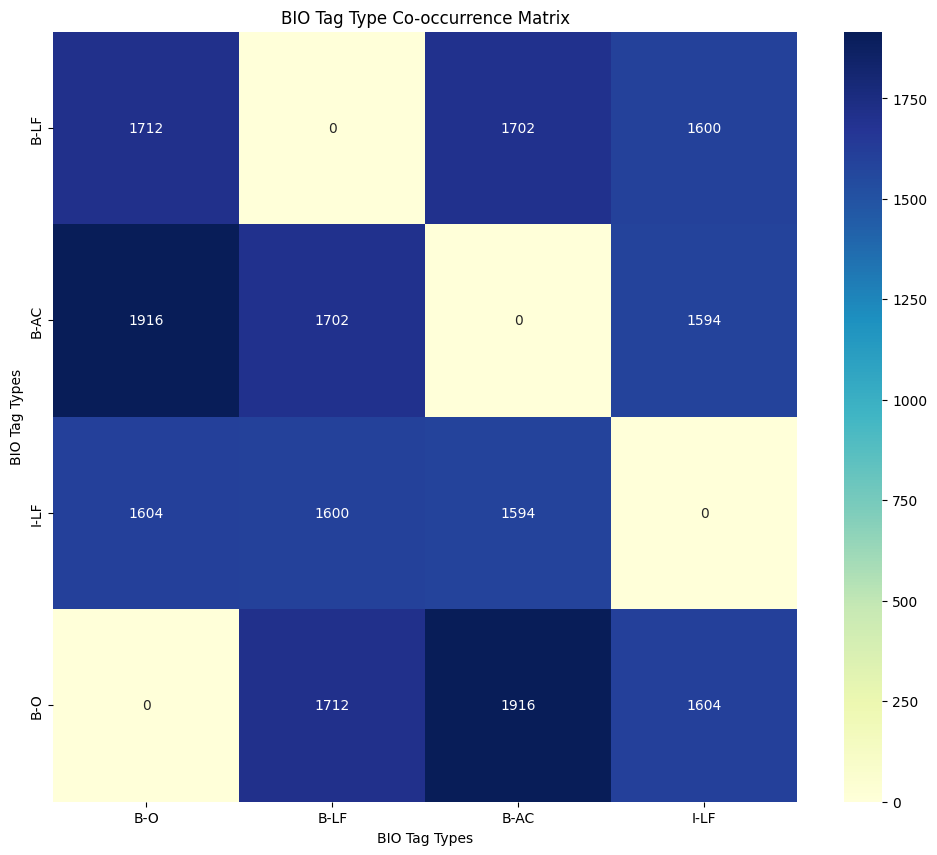 BIO Tag Type Co-occurrence Matrix
BIO Tag Types
B-LF
1712 0 1702 1600
B-AC
1916 1702 0 1594
I-LF
1604 1600 1594 0
B-O
0 1712 1916 1604
B-O B-LF B-AC I-LF
BIO Tag Types
1750
1500
1250
1000
750
500
250
0